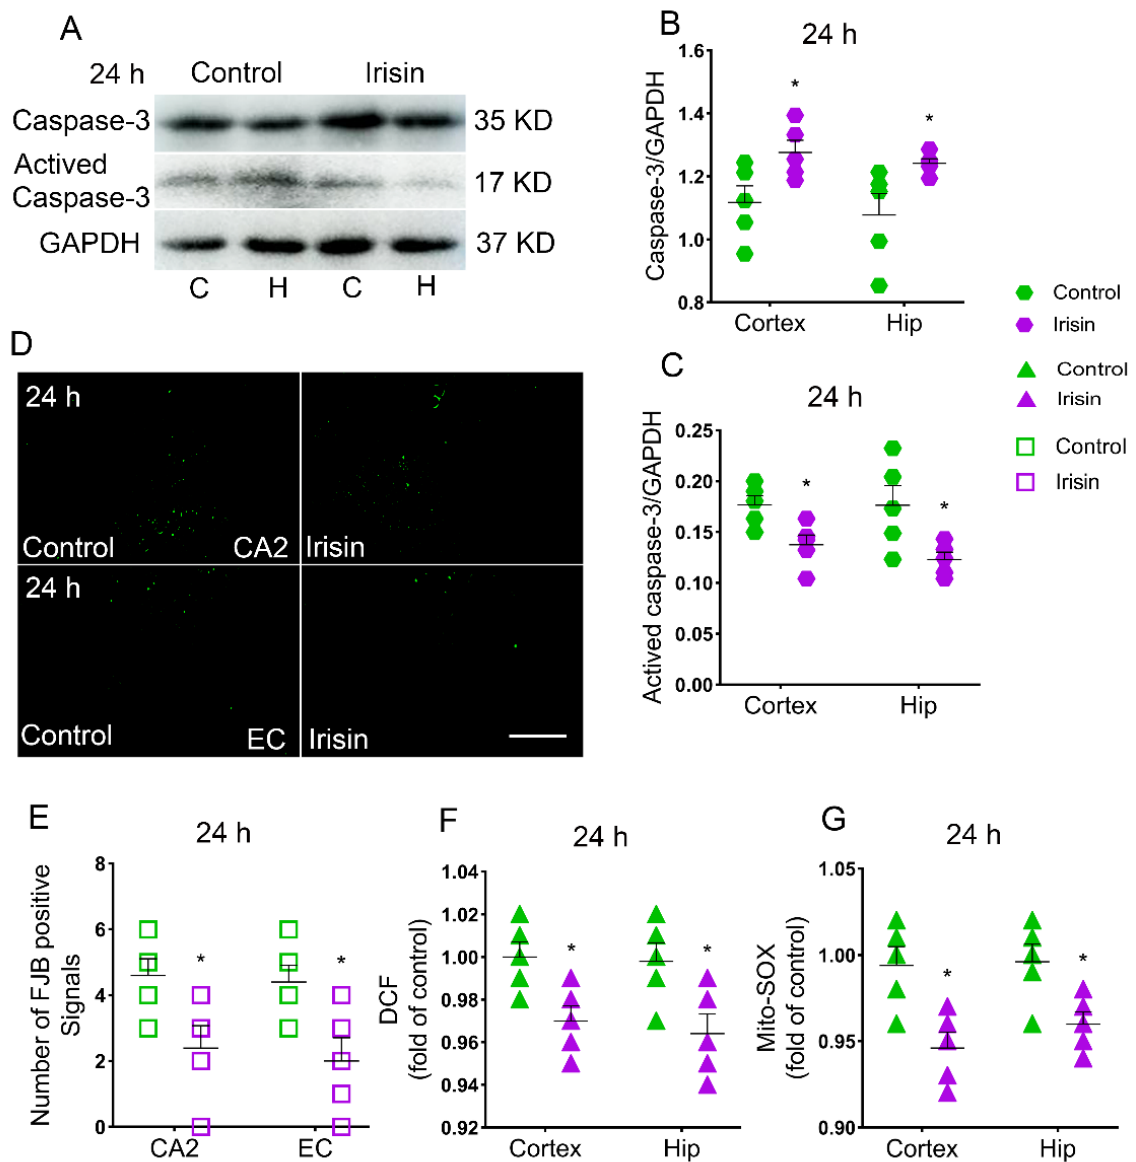 A
24 h Control Irisin
Caspase-3 35 KD
Actived
Caspase-3 17 KD
GAPDH 37 KD
C H C H
B
24 h
Caspase-3/GAPDH
1.6
1.4
1.2
1.0
0.8
* *
Cortex Hip
Control
Irisin
Control
Irisin
Control
Irisin
C
24 h
Actived caspase-3/GAPDH
0.25
0.20
0.15
0.10
0.05
0.00
* *
Cortex Hip
D
24 h
Control CA2 Irisin
24 h
Control EC Irisin
E
24 h
Number of FJB positive
Signals
8
6
4
2
0
* *
CA2 EC
F
24 h
DCF
(fold of control)
1.04
1.02
1.00
0.98
0.96
0.94
0.92
* *
Cortex Hip
G
24 h
Mito-SOX
(fold of control)
1.05
1.00
0.95
0.90
* *
Cortex Hip